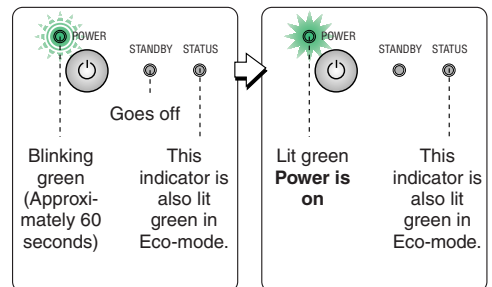 POWER
STANDBY STATUS
Goes off
Blinking
green
(Approxi-
mately 60
seconds)
This
indicator is
also lit
green in
Eco-mode.
POWER
STANDBY STATUS
Lit green
Power is
on
This
indicator is
also lit
green in
Eco-mode.